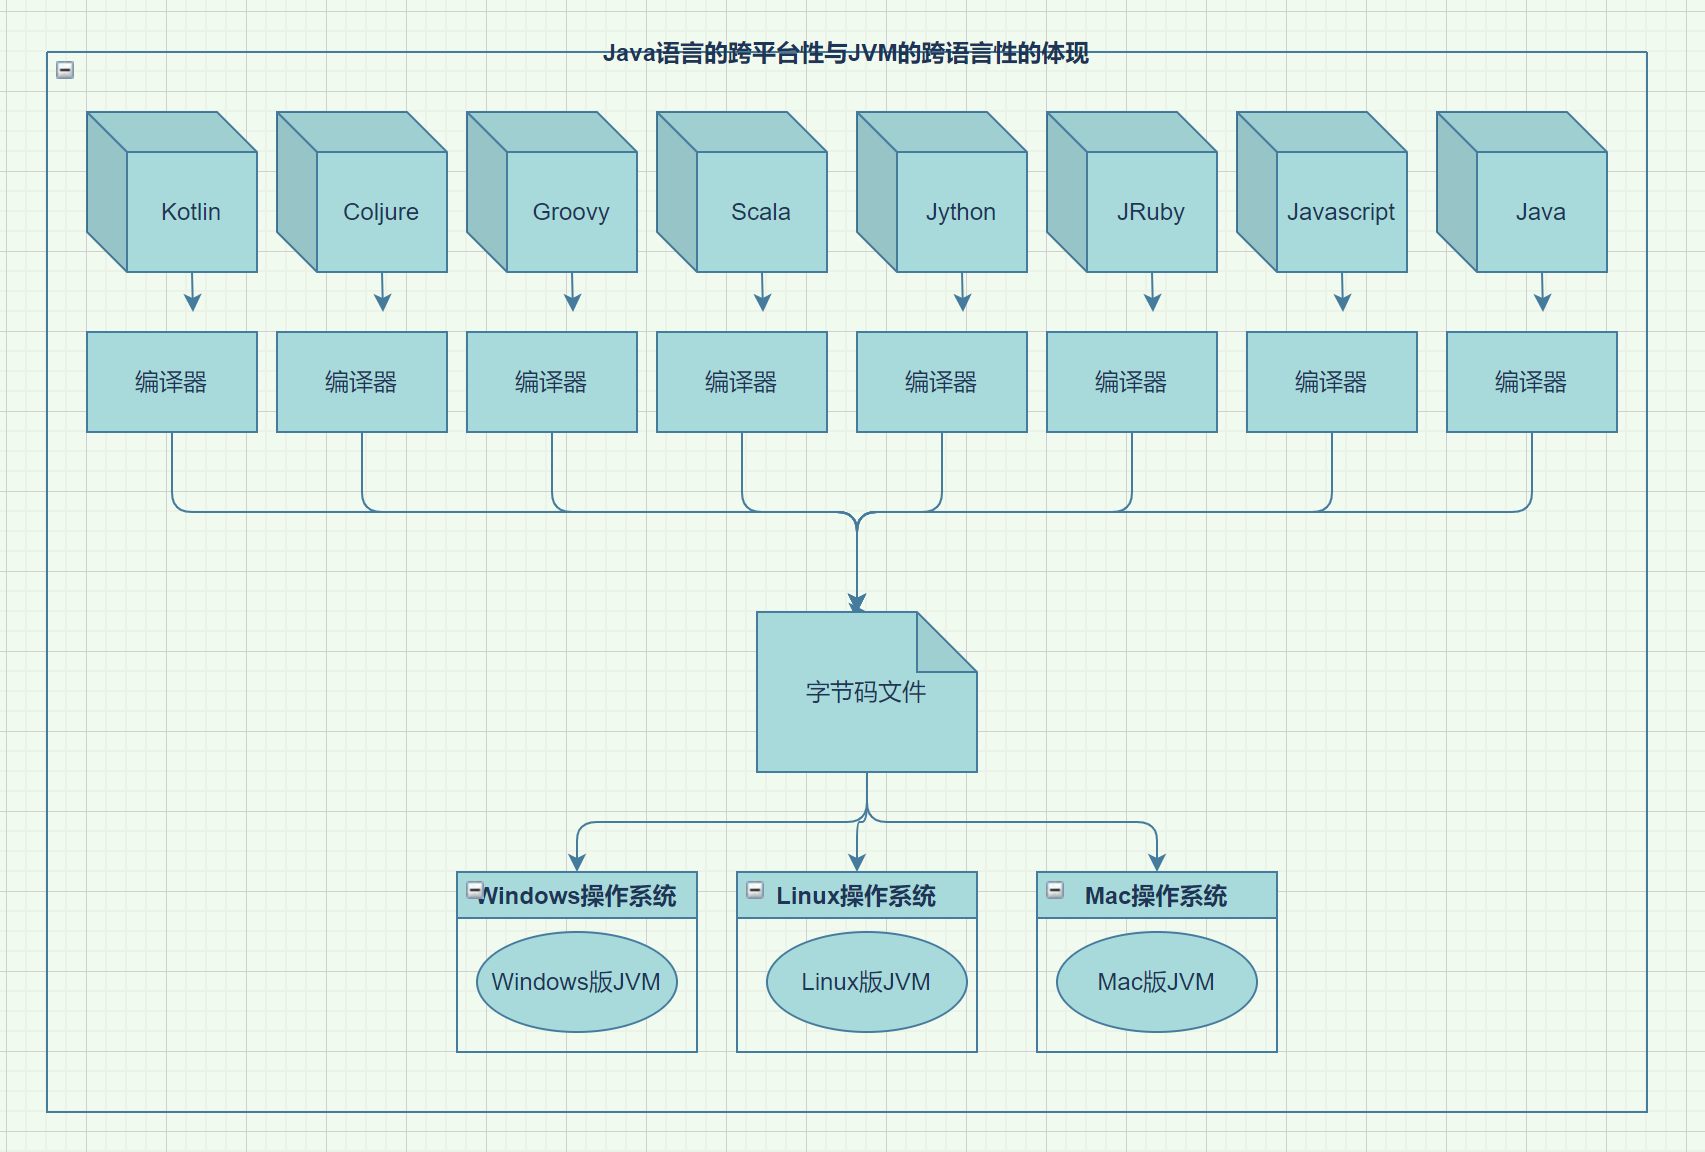 Java语言的跨平台性与JVM的跨语言性的体现
Kotlin
Coljure
Groovy
Scala
Jython
JRuby
Javascript
Java
编译器
编译器
编译器
编译器
编译器
编译器
编译器
编译器
字节码文件
Windows操作系统
Linux操作系统
Mac操作系统
Windows版JVM
Linux版JVM
Mac版JVM